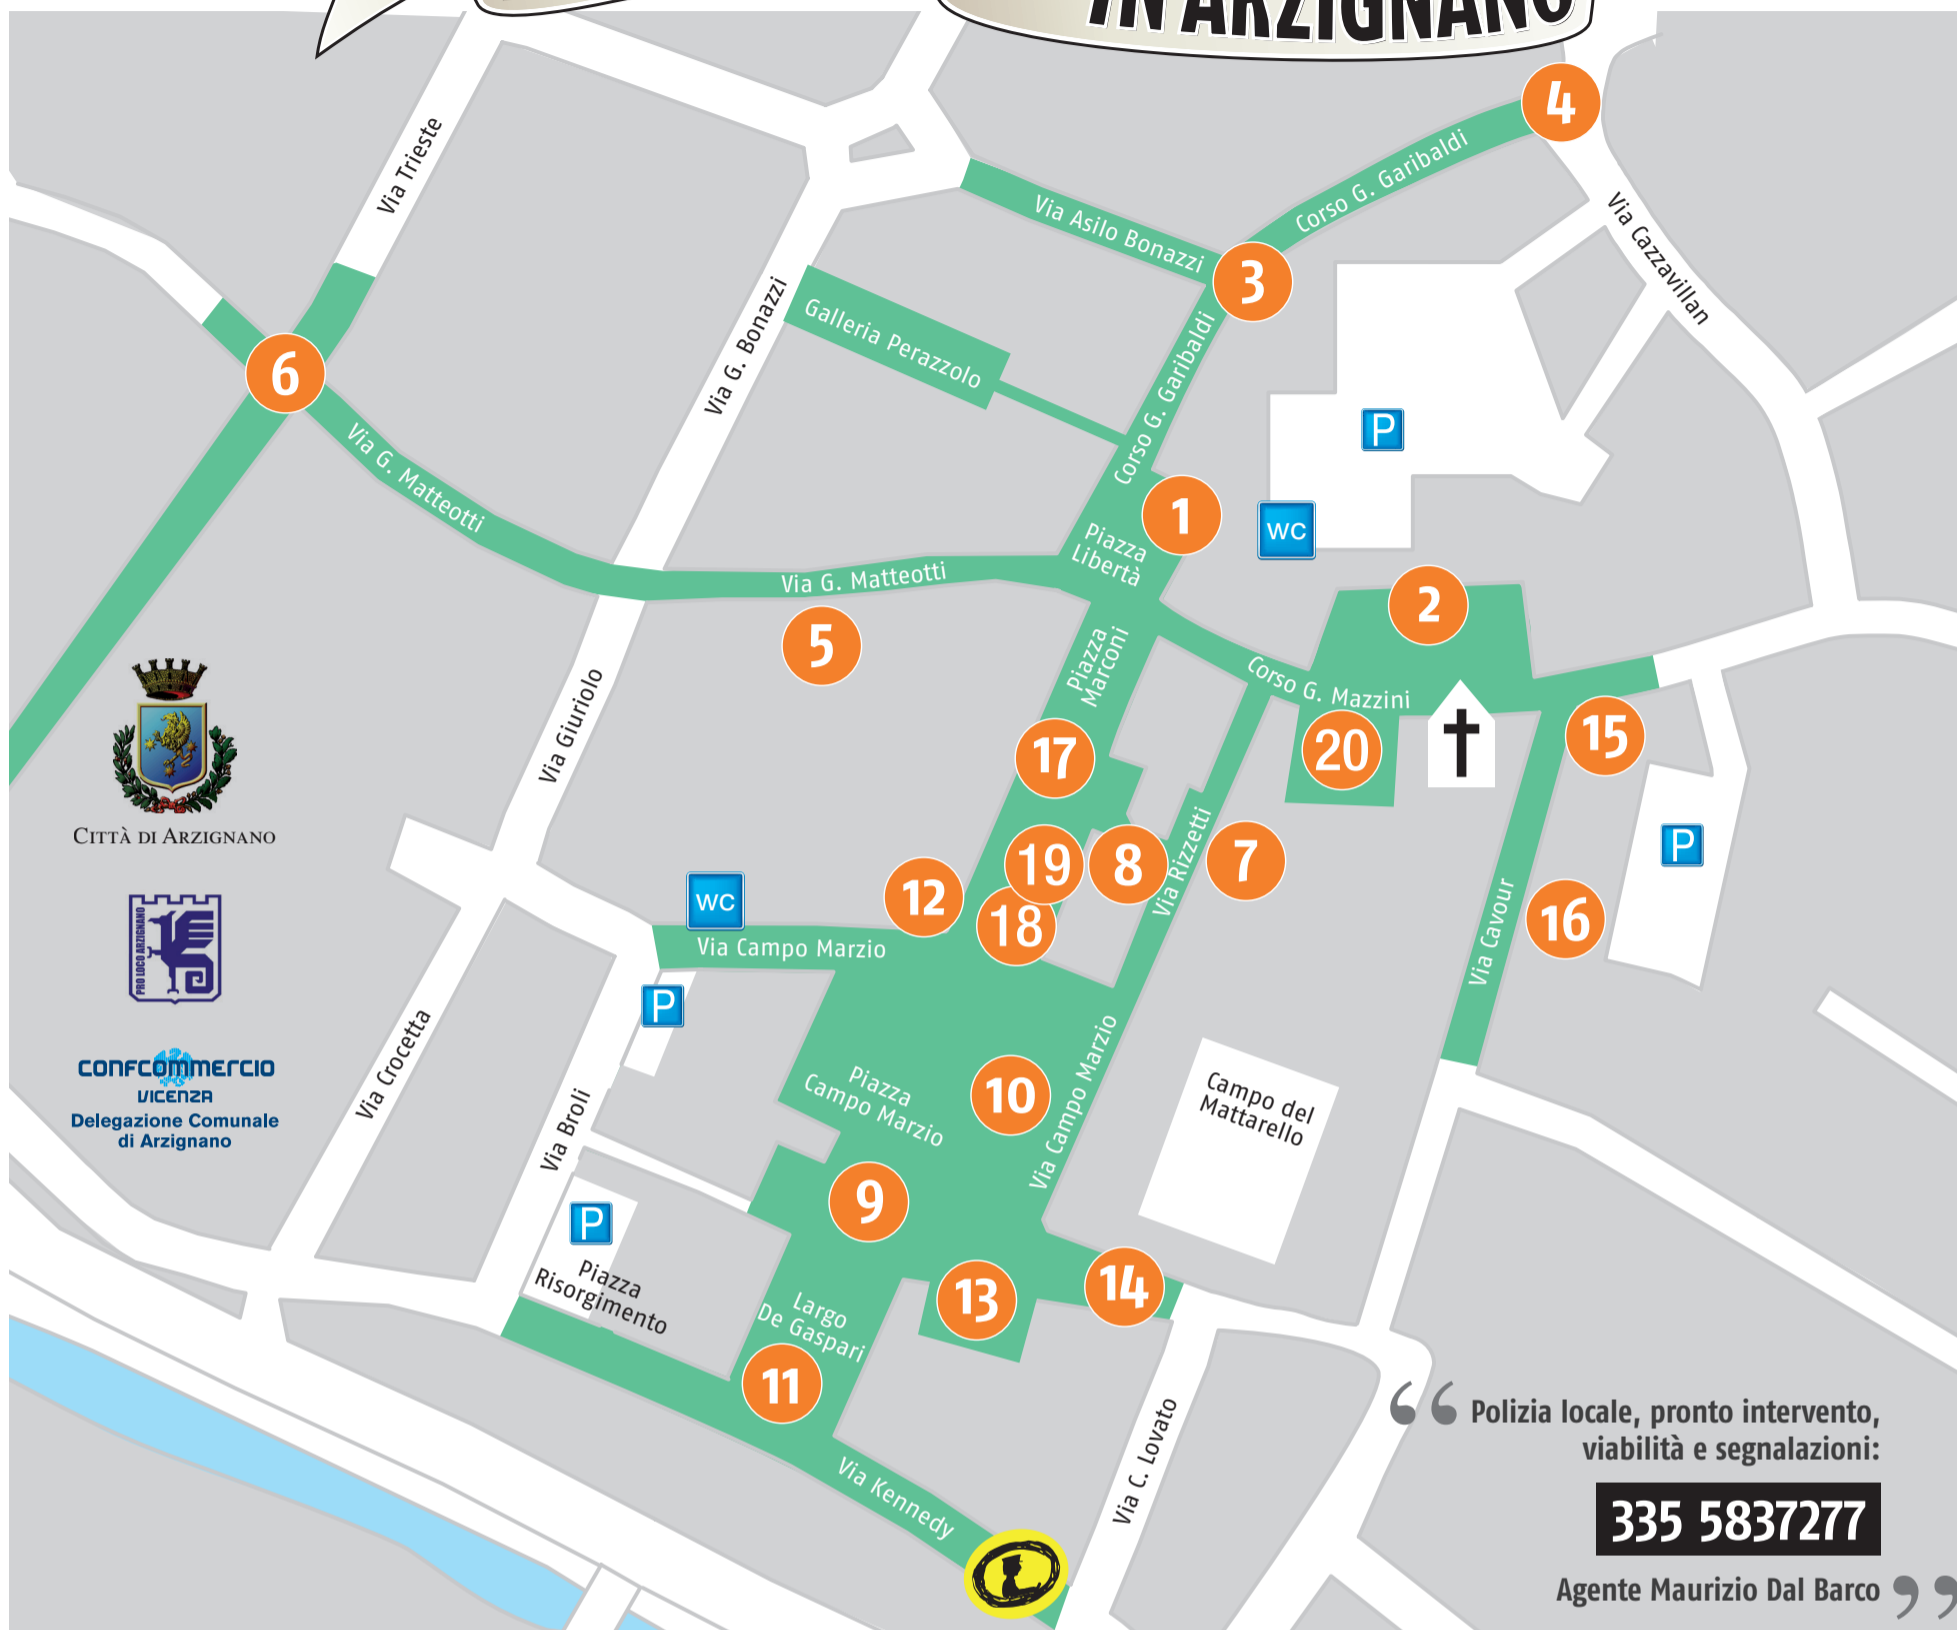 IN ARZIGNANO
4
Via Trieste
Corso G. Garibaldi
Via Asilo Bonazzi
Via Cazzavillan
3
Via G. Bonazzi
Galleria Perazzolo
Corso G. Garibaldi
6
P
Via G. Matteotti
1
WC
Piazza
Libertà
Via G. Matteotti
2
5
Piazza
Marconi
Corso G. Mazzini
Via Giuriolo
17
20
15
CITTÀ DI ARZIGNANO
P
19
8
7
Via Rizzetti
12
18
16
WC
Via Campo Marzio
Via Cavour
PRO LOCO ARZIGNANO
P
CONFCOMMERCIO
VICENZA
Delegazione Comunale
di Arzignano
Via Crocetta
Via Broli
Piazza
Campo Marzio
10
Via Campo Marzio
Campo del
Mattarello
9
P
Piazza
Risorgimento
13
14
Largo
De Gaspari
11
Via Kennedy
Via C. Lovato
“ Polizia locale, pronto intervento,
viabilità e segnalazioni:
335 5837277
Agente Maurizio Dal Barco ”